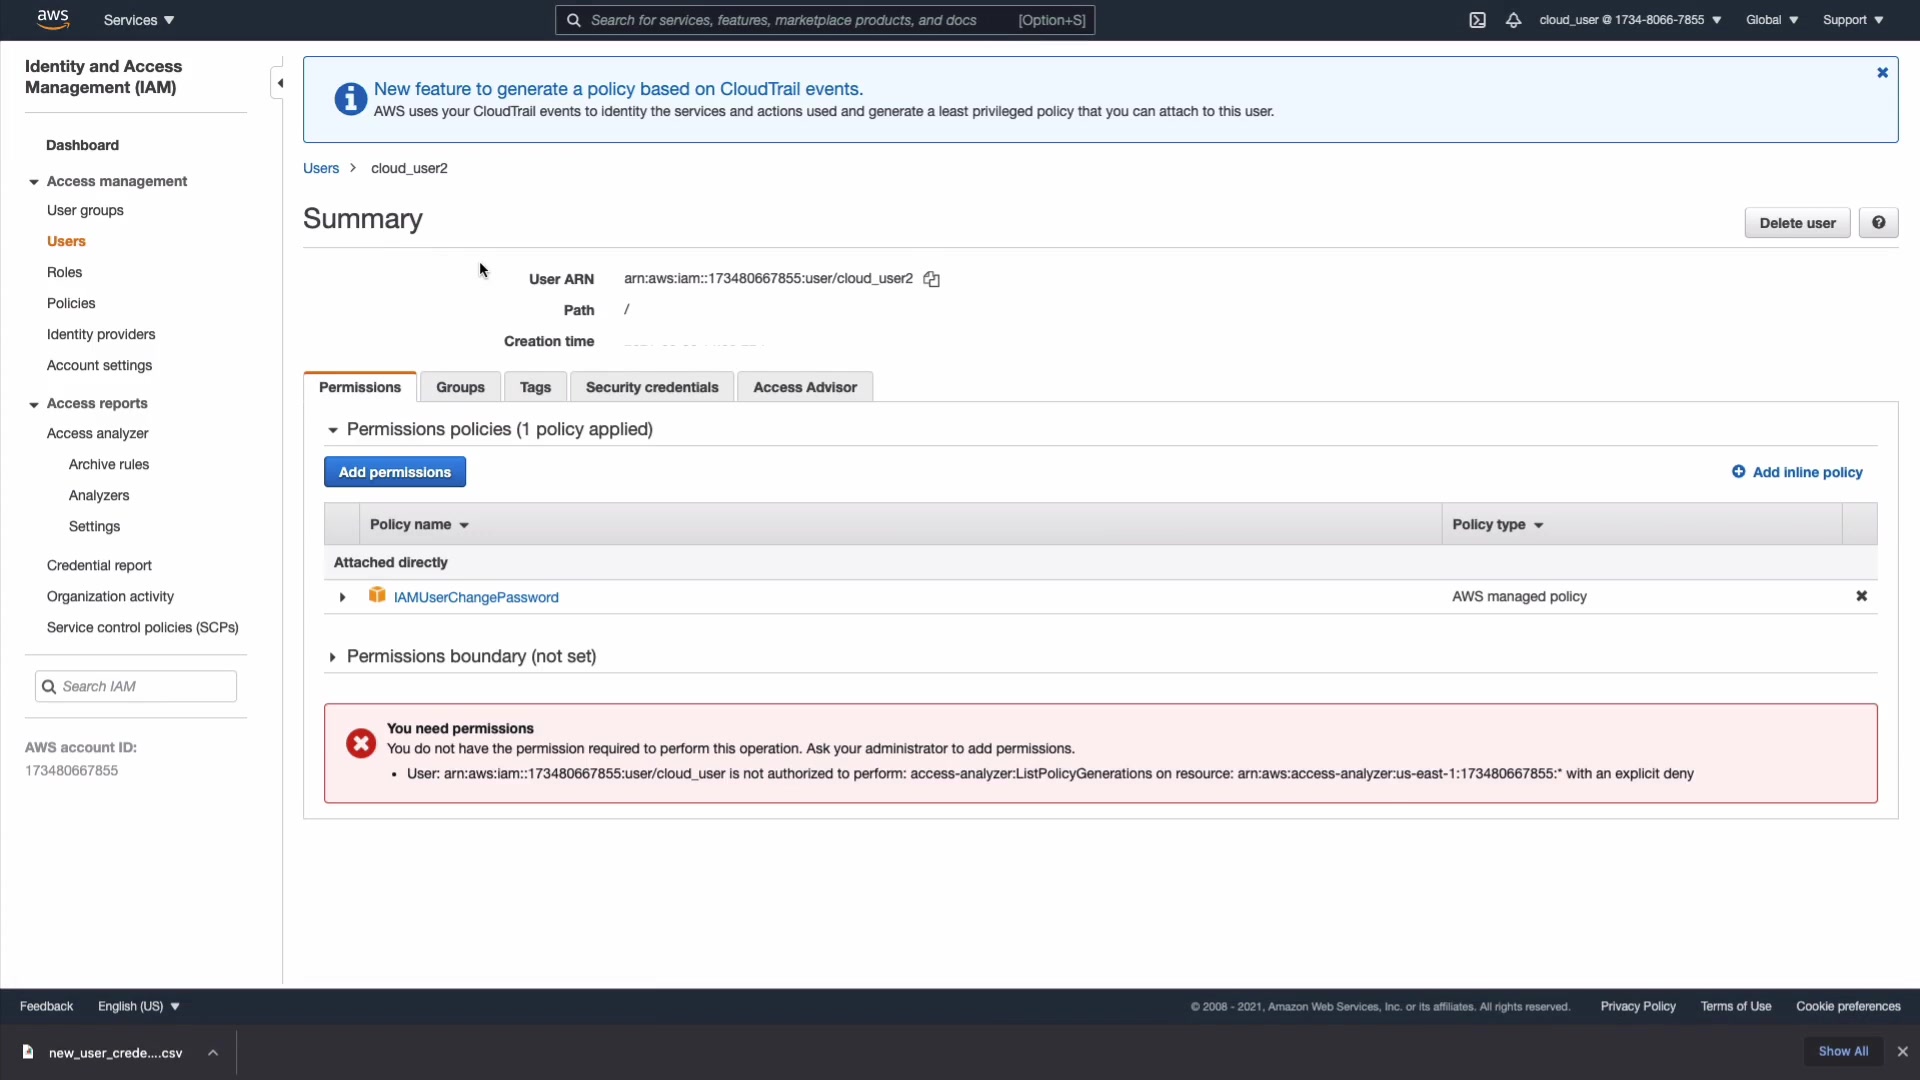 aws
Services
Search for services, features, marketplace products, and docs [Option+S]
cloud_user @ 1734-8066-7855
Global
Support
Identity and Access
Management (IAM)
Dashboard
Access management
User groups
Users
Roles
Policies
Identity providers
Account settings
Access reports
Access analyzer
Archive rules
Analyzers
Settings
Credential report
Organization activity
Service control policies (SCPs)
Search IAM
AWS account ID:
173480667855
New feature to generate a policy based on CloudTrail events.
AWS uses your CloudTrail events to identify the services and actions used and generate a least privileged policy that you can attach to this user.
Users > cloud_user2
Summary
Delete user
User ARN arn:aws:iam::173480667855:user/cloud_user2
Path /
Creation time
Permissions
Groups
Tags
Security credentials
Access Advisor
Permissions policies (1 policy applied)
Add permissions
Add inline policy
Policy name
Policy type
Attached directly
IAMUserChangePassword
AWS managed policy
Permissions boundary (not set)
You need permissions
You do not have the permission required to perform this operation. Ask your administrator to add permissions.
• User: arn:aws:iam::173480667855:user/cloud_user is not authorized to perform: access-analyzer:ListPolicyGenerations on resource: arn:aws:access-analyzer:us-east-1:173480667855:* with an explicit deny
Feedback
English (US)
© 2008 - 2021, Amazon Web Services, Inc. or its affiliates. All rights reserved.
Privacy Policy
Terms of Use
Cookie preferences
new_user_crede....csv
Show All